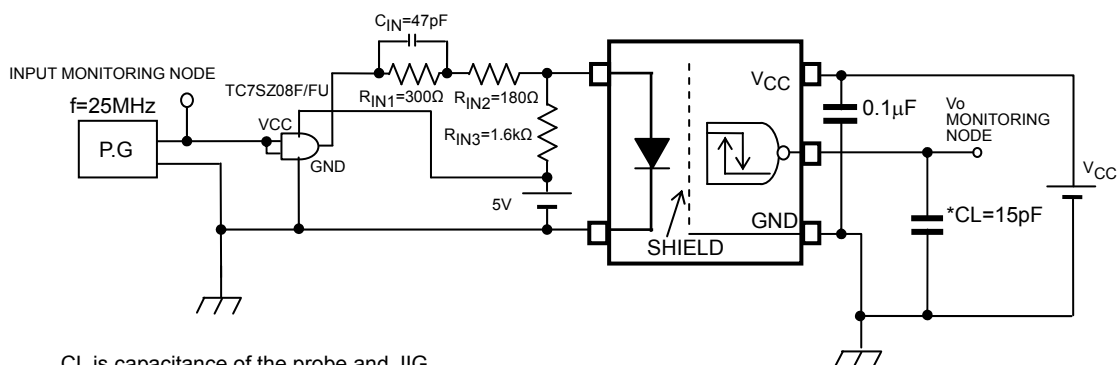 CIN=47pF
INPUT MONITORING NODE
TC7SZ08F/FU
f=25MHz
RIN1=300Ω
RIN2=180Ω
VCC
P.G
GND
RIN3=1.6kΩ
5V
SHIELD
VCC
GND
0.1μF
Vo
MONITORING
NODE
VCC
*CL=15pF
CL is capacitance of the probe and JIG